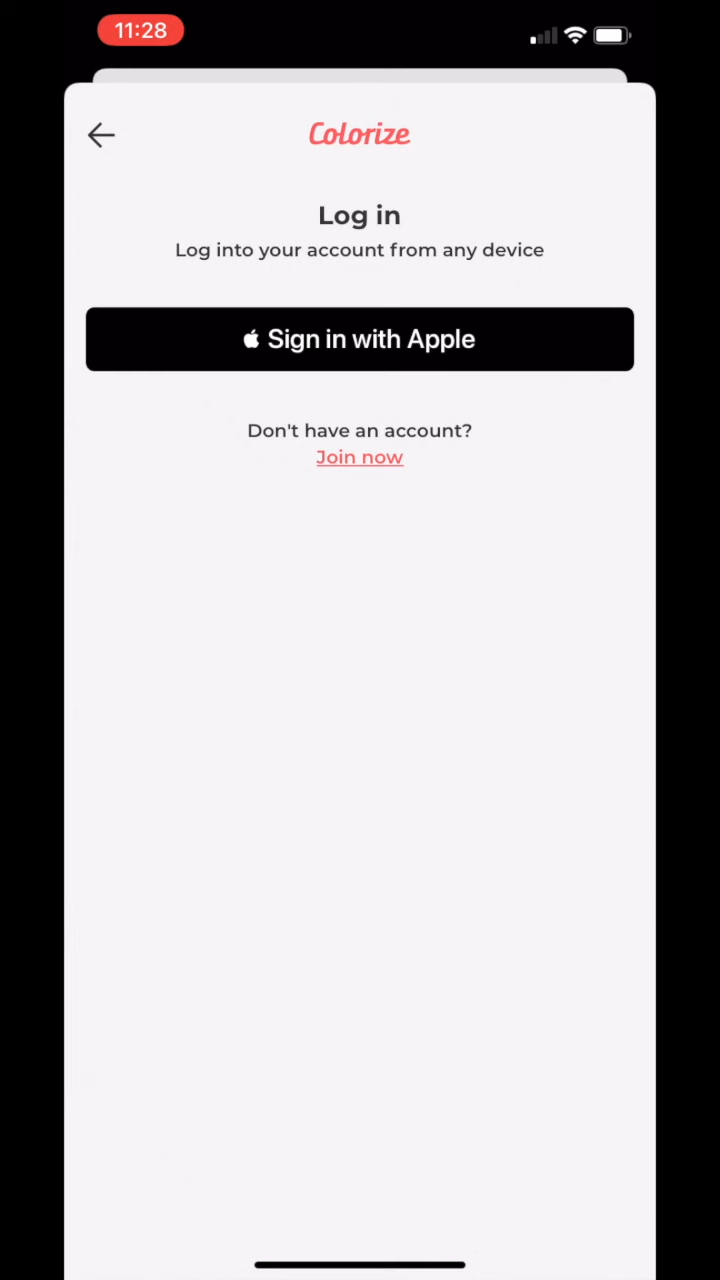 11:28
Colorize
Log in
Log into your account from any device
Sign in with Apple
Don't have an account?
Join now